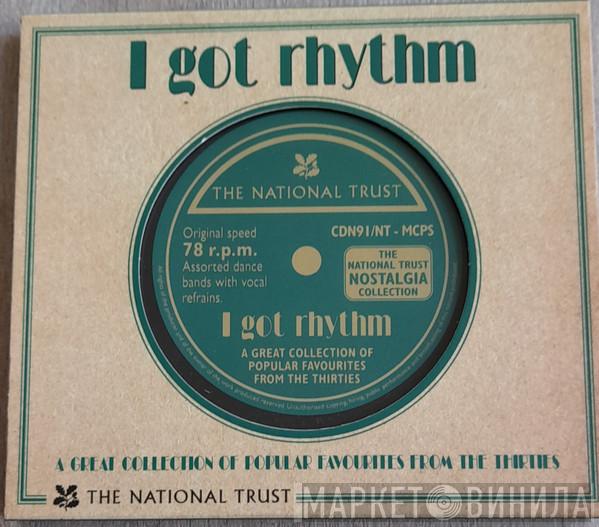 I got rhythm
THE NATIONAL TRUST
Original speed
78 r.p.m.
Assorted dance
bands with vocal
refrains.
CDN91/NT - MCPS
THE
NATIONAL TRUST
NOSTALGIA
COLLECTION
I got rhythm
A GREAT COLLECTION OF
POPULAR FAVOURITES
FROM THE THIRTIES
A GREAT COLLECTION OF POPULAR FAVOURITES FROM THE THIRTIES
THE NATIONAL TRUST
МАРКЕТ ВИНИЛА